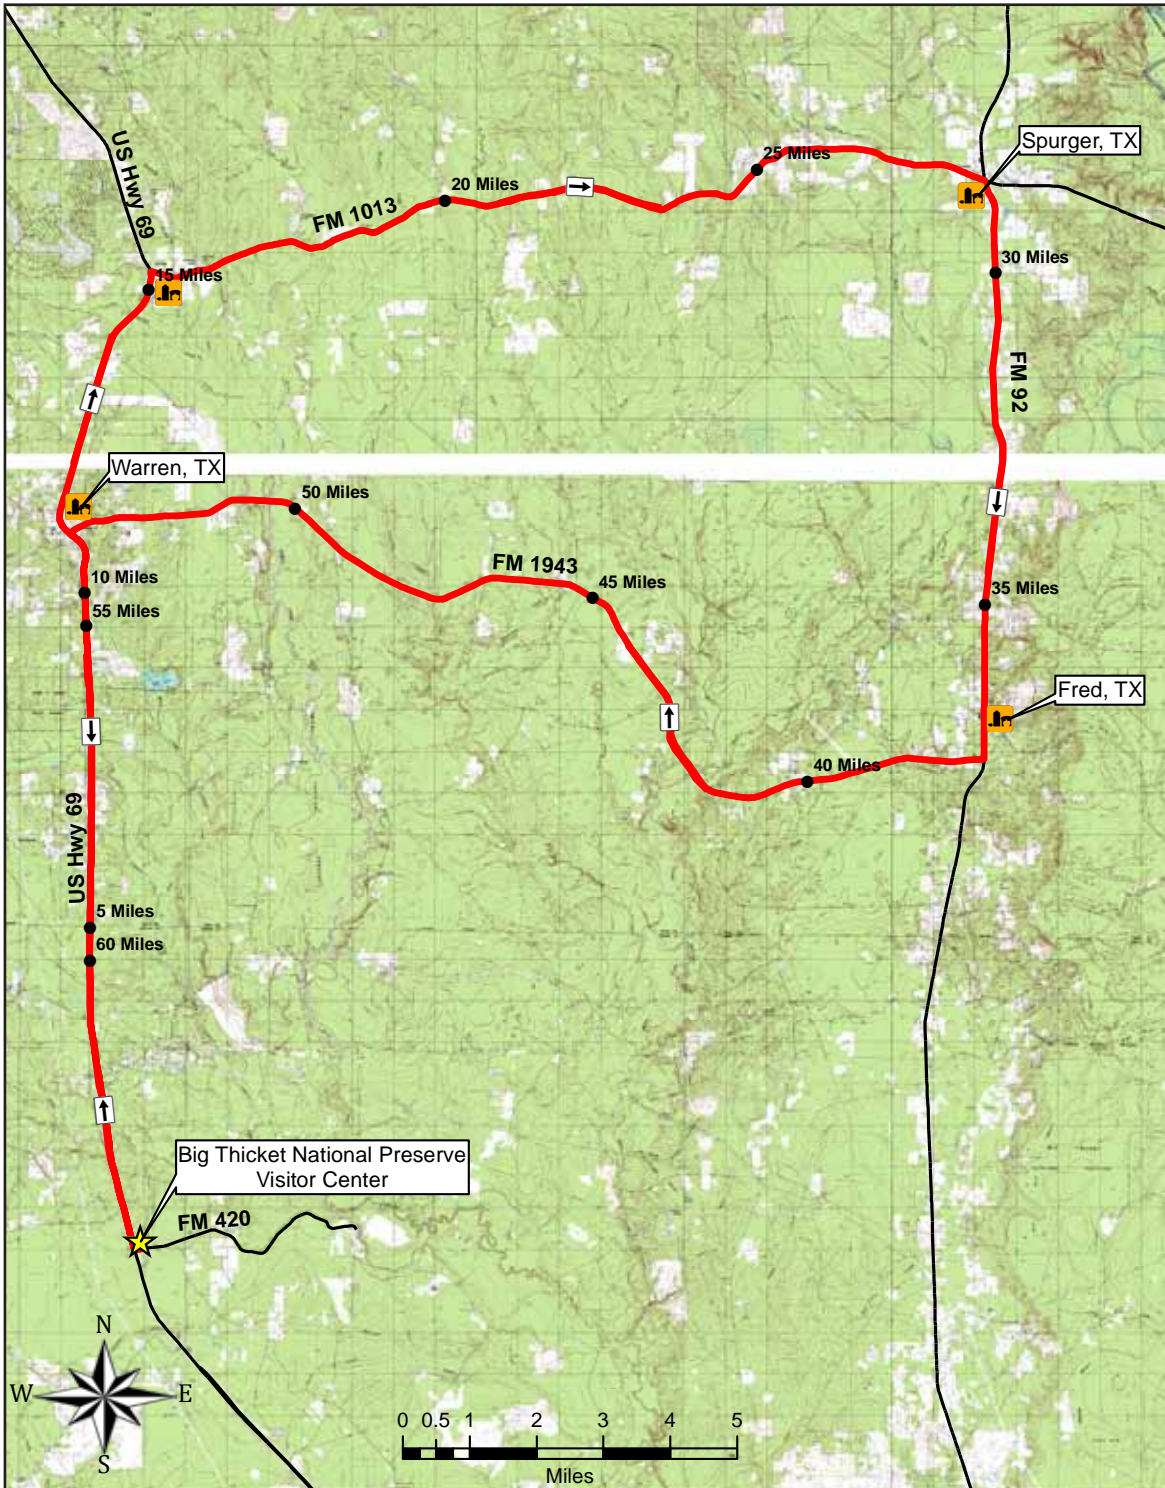 US Hwy 69
Spurger, TX
25 Miles
20 Miles
FM 1013
15 Miles
30 Miles
FM 92
Warren, TX
50 Miles
FM 1943
45 Miles
10 Miles
55 Miles
35 Miles
Fred, TX
40 Miles
US Hwy 69
5 Miles
60 Miles
Big Thicket National Preserve
Visitor Center
FM 420
N
W E
S
0 0.5 1 2 3 4 5
Miles